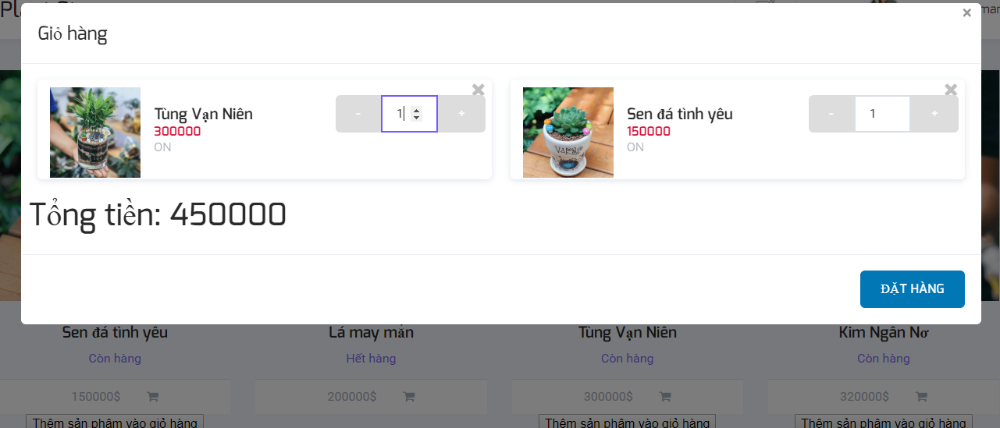 ×
Giỏ hàng
Tùng Vạn Niên
300000
ON
- 1 +
Sen đá tình yêu
150000
ON
- 1 +
Tổng tiền: 450000
ĐẶT HÀNG
Sen đá tình yêu
Còn hàng
150000$
Thêm sản phẩm vào giỏ hàng
Lá may mắn
Hết hàng
200000$
Tùng Vạn Niên
Còn hàng
300000$
Thêm sản phẩm vào giỏ hàng
Kim Ngân Nơ
Còn hàng
320000$
Thêm sản phẩm vào giỏ hàng